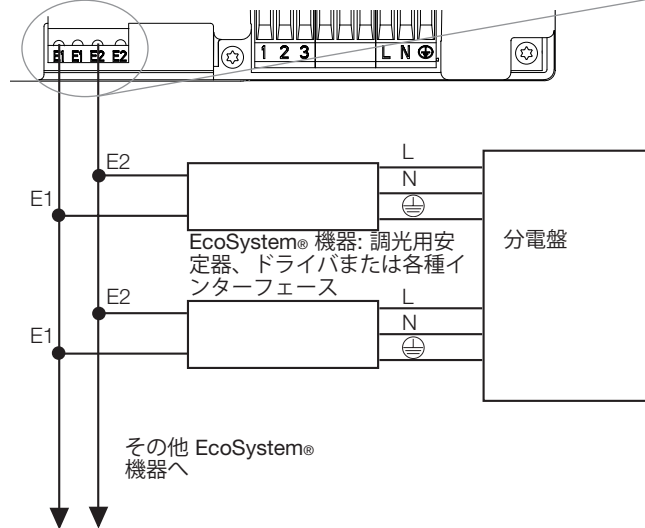 E1 E1 E2 E2
1 2 3 L N
E2
E1
L
N
EcoSystem® 機器: 調光用安
定器、ドライバまたは各種イ
ンターフェース
分電盤
E2
E1
L
N
その他 EcoSystem®
機器へ